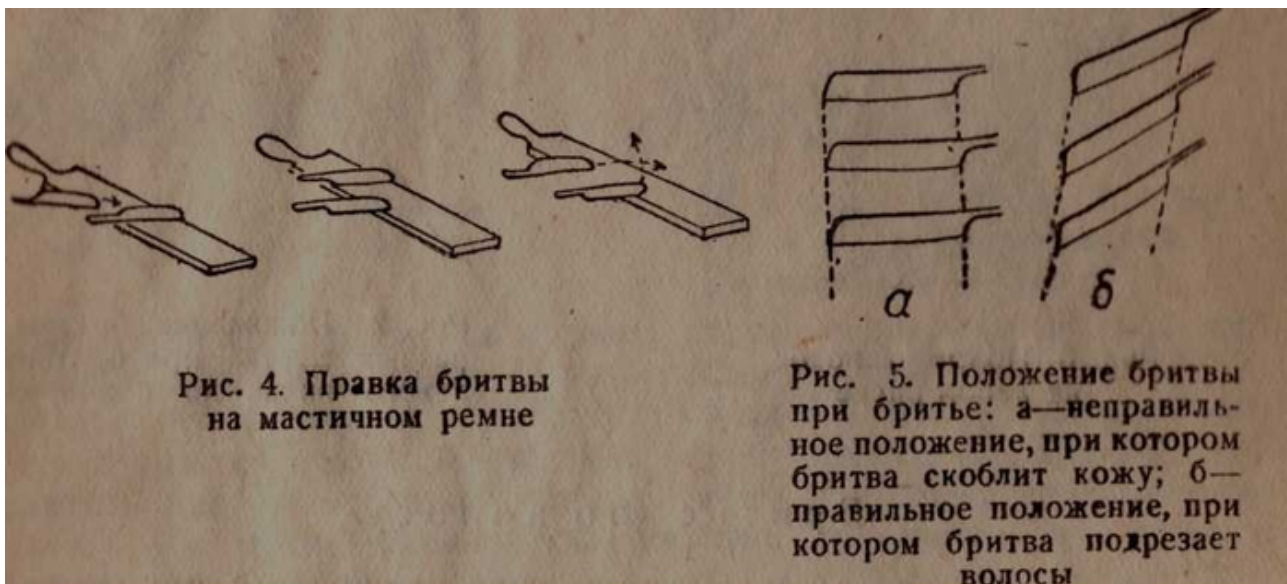 а
б
Рис. 4. Правка бритвы
на мастичном ремне
Рис. 5. Положение бритвы
при бритье: а—неправиль-
ное положение, при котором
бритва скоблит кожу; б—
правильное положение, при
котором бритва подрезает
волосы